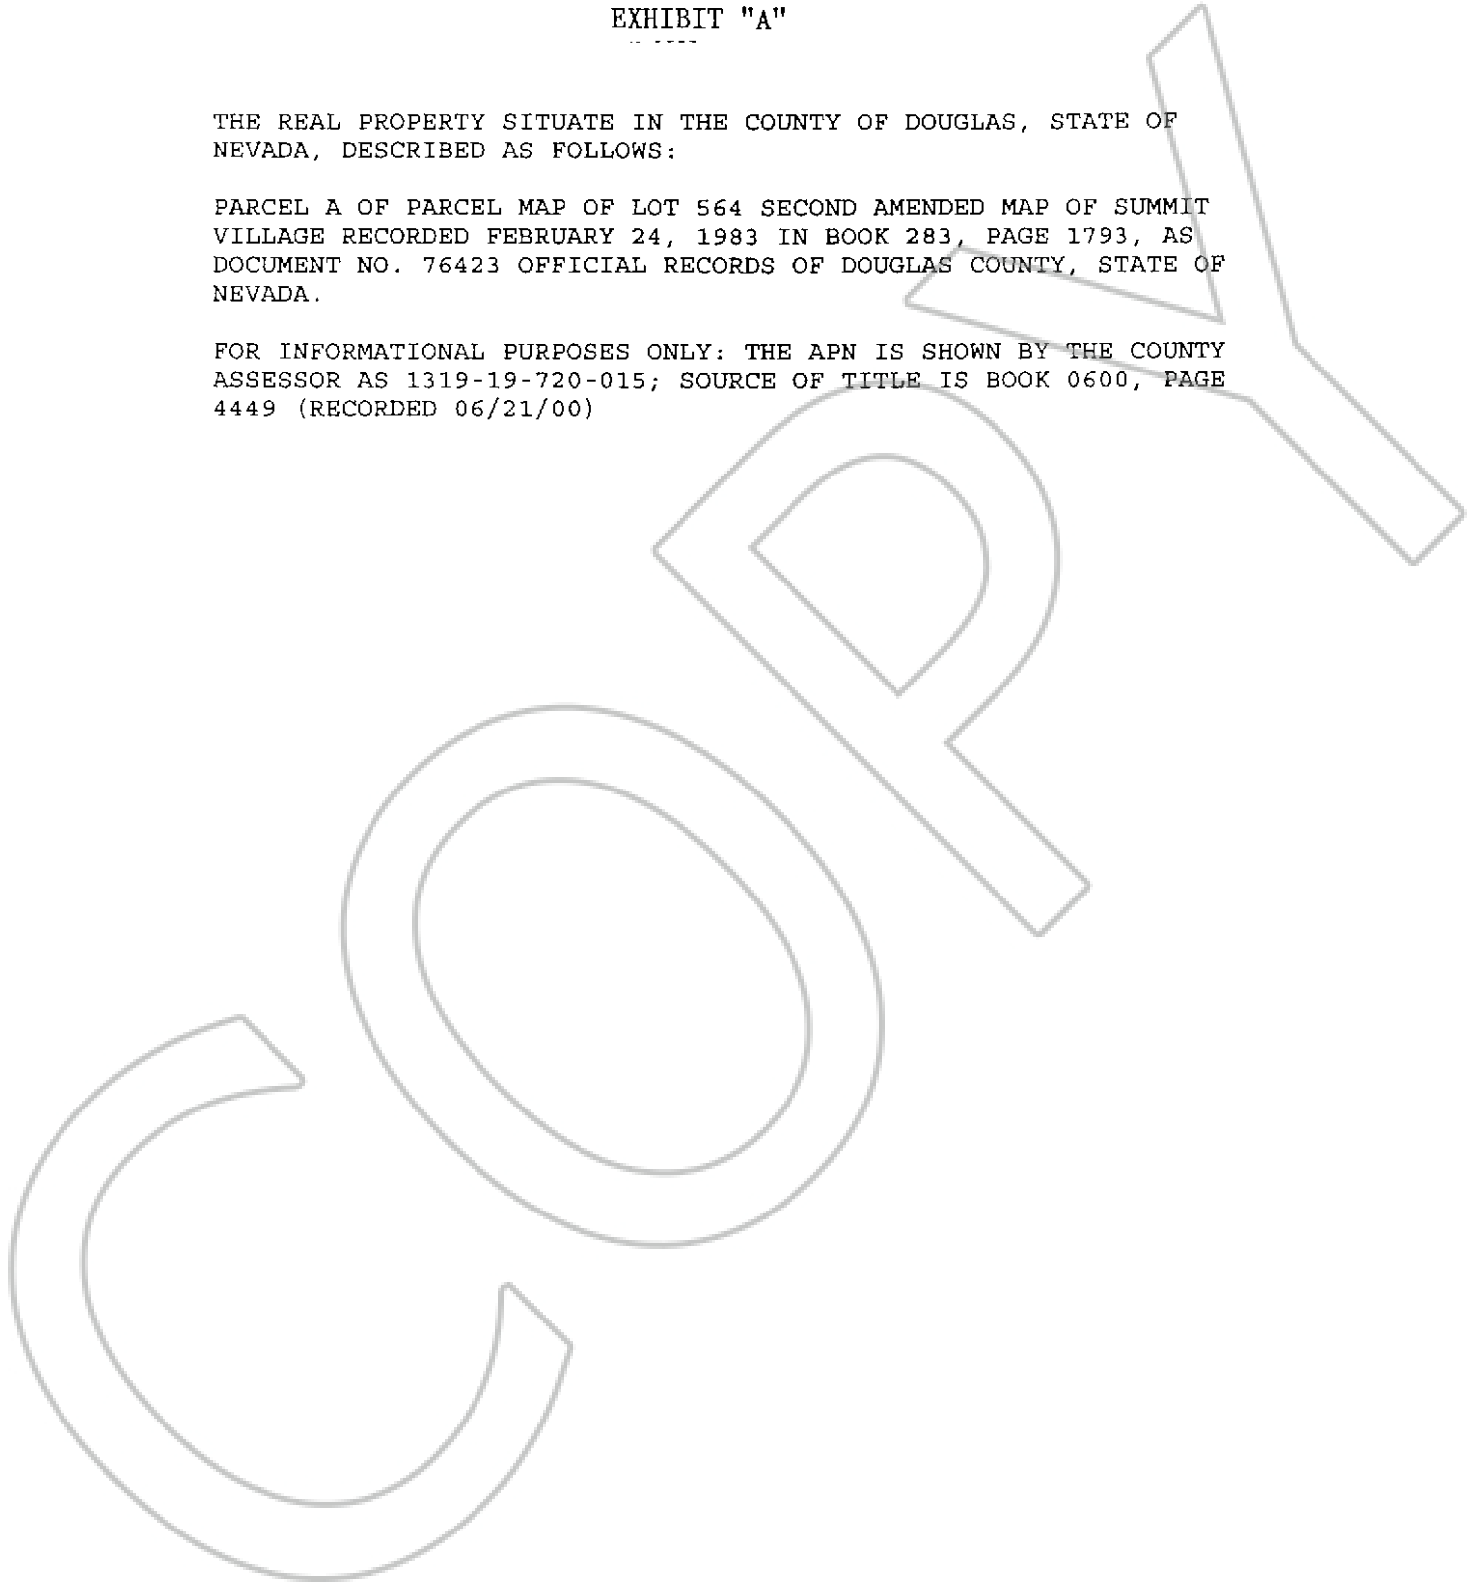 EXHIBIT "A"
THE REAL PROPERTY SITUATE IN THE COUNTY OF DOUGLAS, STATE OF
NEVADA, DESCRIBED AS FOLLOWS:
PARCEL A OF PARCEL MAP OF LOT 564 SECOND AMENDED MAP OF SUMMIT
VILLAGE RECORDED FEBRUARY 24, 1983 IN BOOK 283, PAGE 1793, AS
DOCUMENT NO. 76423 OFFICIAL RECORDS OF DOUGLAS COUNTY, STATE OF
NEVADA.
FOR INFORMATIONAL PURPOSES ONLY: THE APN IS SHOWN BY THE COUNTY
ASSESSOR AS 1319-19-720-015; SOURCE OF TITLE IS BOOK 0600, PAGE
4449 (RECORDED 06/21/00)
COPY